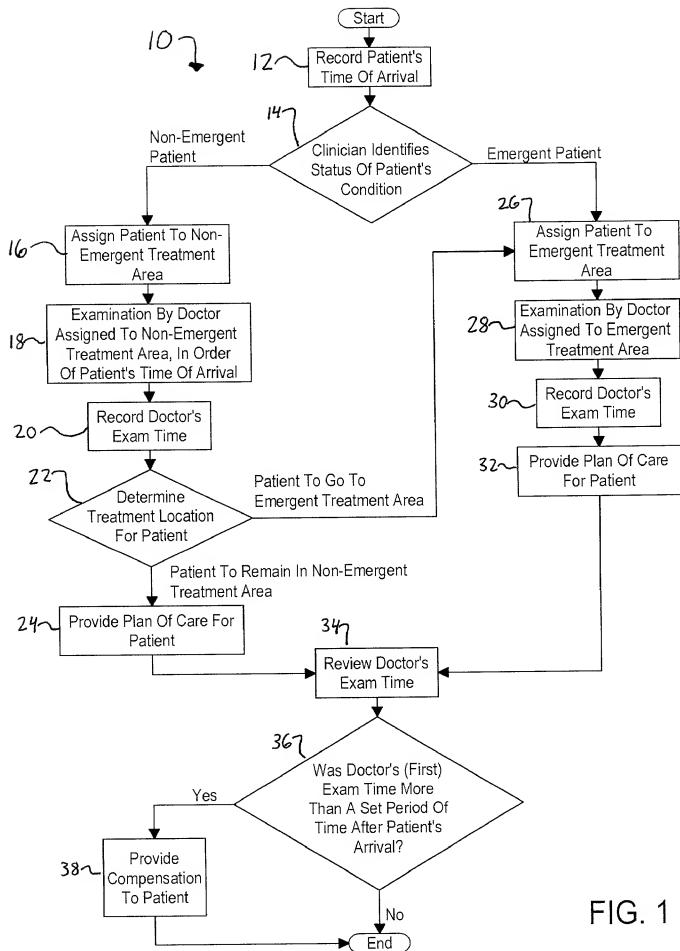 Start
10
12
Record Patient's
Time Of Arrival
14
Non-Emergent
Patient
Clinician Identifies
Status Of Patient's
Condition
Emergent Patient
16
Assign Patient To Non-
Emergent Treatment
Area
26
Assign Patient To
Emergent Treatment
Area
18
Examination By Doctor
Assigned To Non-Emergent
Treatment Area, In Order
Of Patient's Time Of Arrival
28
Examination By Doctor
Assigned To Emergent
Treatment Area
20
Record Doctor's
Exam Time
30
Record Doctor's
Exam Time
22
Determine
Treatment Location
For Patient
Patient To Go To
Emergent Treatment Area
32
Provide Plan Of Care
For Patient
Patient To Remain In Non-Emergent
Treatment Area
24
Provide Plan Of Care For
Patient
34
Review Doctor's
Exam Time
36
Was Doctor's (First)
Exam Time More
Than A Set Period Of
Time After Patient's
Arrival?
Yes
38
Provide
Compensation
To Patient
No
End
FIG. 1